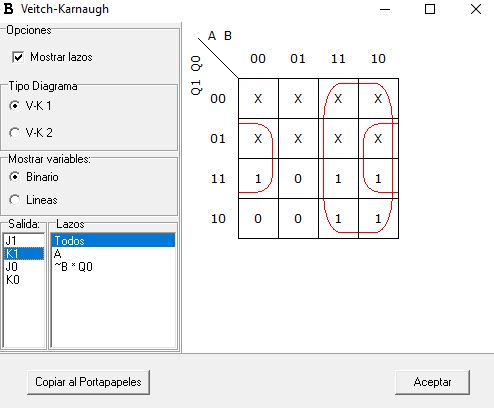 B Veitch-Karnaugh
Opciones
Mostrar lazos
Tipo Diagrama
V-K 1
V-K 2
Mostrar variables:
Binario
Lineas
Salida:
J1
K1
J0
K0
Lazos
Todos
A
~B * Q0
A B
Q1 Q0
00 01 11 10
00 X X X X
01 X X X X
11 1 0 1 1
10 0 0 1 1
Copiar al Portapapeles
Aceptar